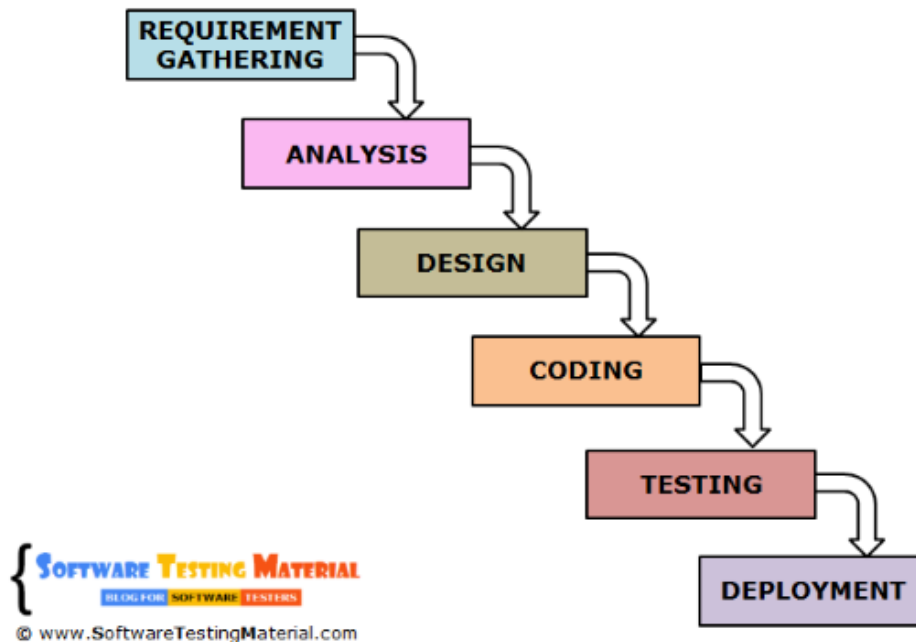 REQUIREMENT
GATHERING
ANALYSIS
DESIGN
CODING
TESTING
DEPLOYMENT
{ SOFTWARE TESTING MATERIAL
BLOG FOR SOFTWARE TESTERS
© www.SoftwareTestingMaterial.com